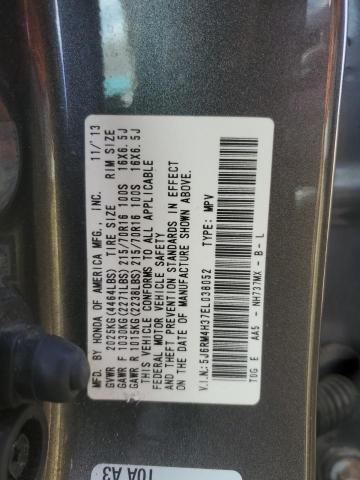 MFD. BY HONDA OF AMERICA MFG., INC. 11/'13
GVWR 2025KG(4464LBS) TIRE SIZE RIM SIZE
GAWR F 1030KG(2271LBS) 215/70R16 100S 16X6.5J
GAWR R 1015KG(2238LBS) 215/70R16 100S 16X6.5J
THIS VEHICLE CONFORMS TO ALL APPLICABLE
FEDERAL MOTOR VEHICLE SAFETY
AND THEFT PREVENTION STANDARDS IN EFFECT
ON THE DATE OF MANUFACTURE SHOWN ABOVE.
V.I.N.: 5J6RM4H37EL038052 TYPE: MPV
T0G E AA5 - NH737MX - B - L
10A A3